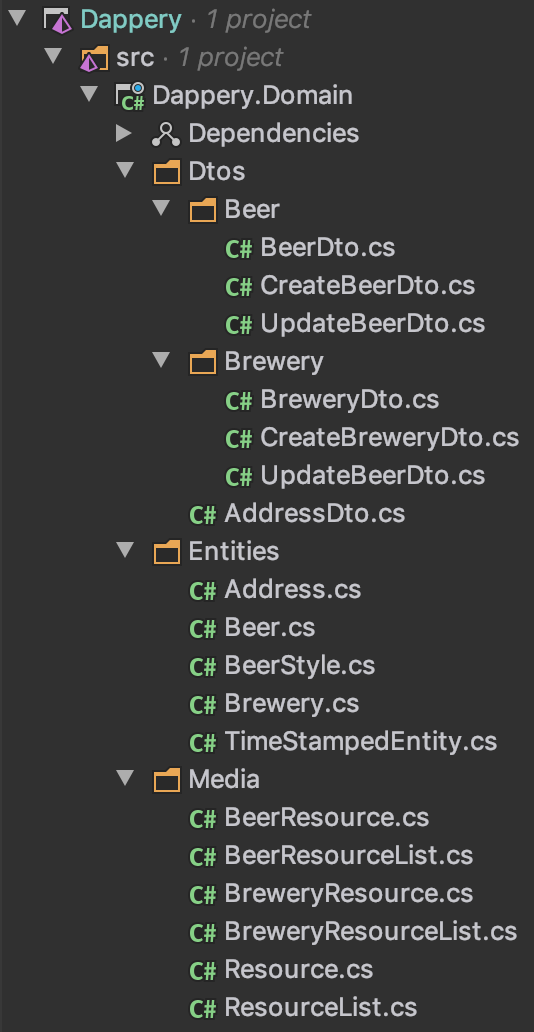 Dappery · 1 project
src · 1 project
C# Dappery.Domain
Dependencies
Dtos
Beer
C# BeerDto.cs
C# CreateBeerDto.cs
C# UpdateBeerDto.cs
Brewery
C# BreweryDto.cs
C# CreateBreweryDto.cs
C# UpdateBeerDto.cs
C# AddressDto.cs
Entities
C# Address.cs
C# Beer.cs
C# BeerStyle.cs
C# Brewery.cs
C# TimeStampedEntity.cs
Media
C# BeerResource.cs
C# BeerResourceList.cs
C# BreweryResource.cs
C# BreweryResourceList.cs
C# Resource.cs
C# ResourceList.cs